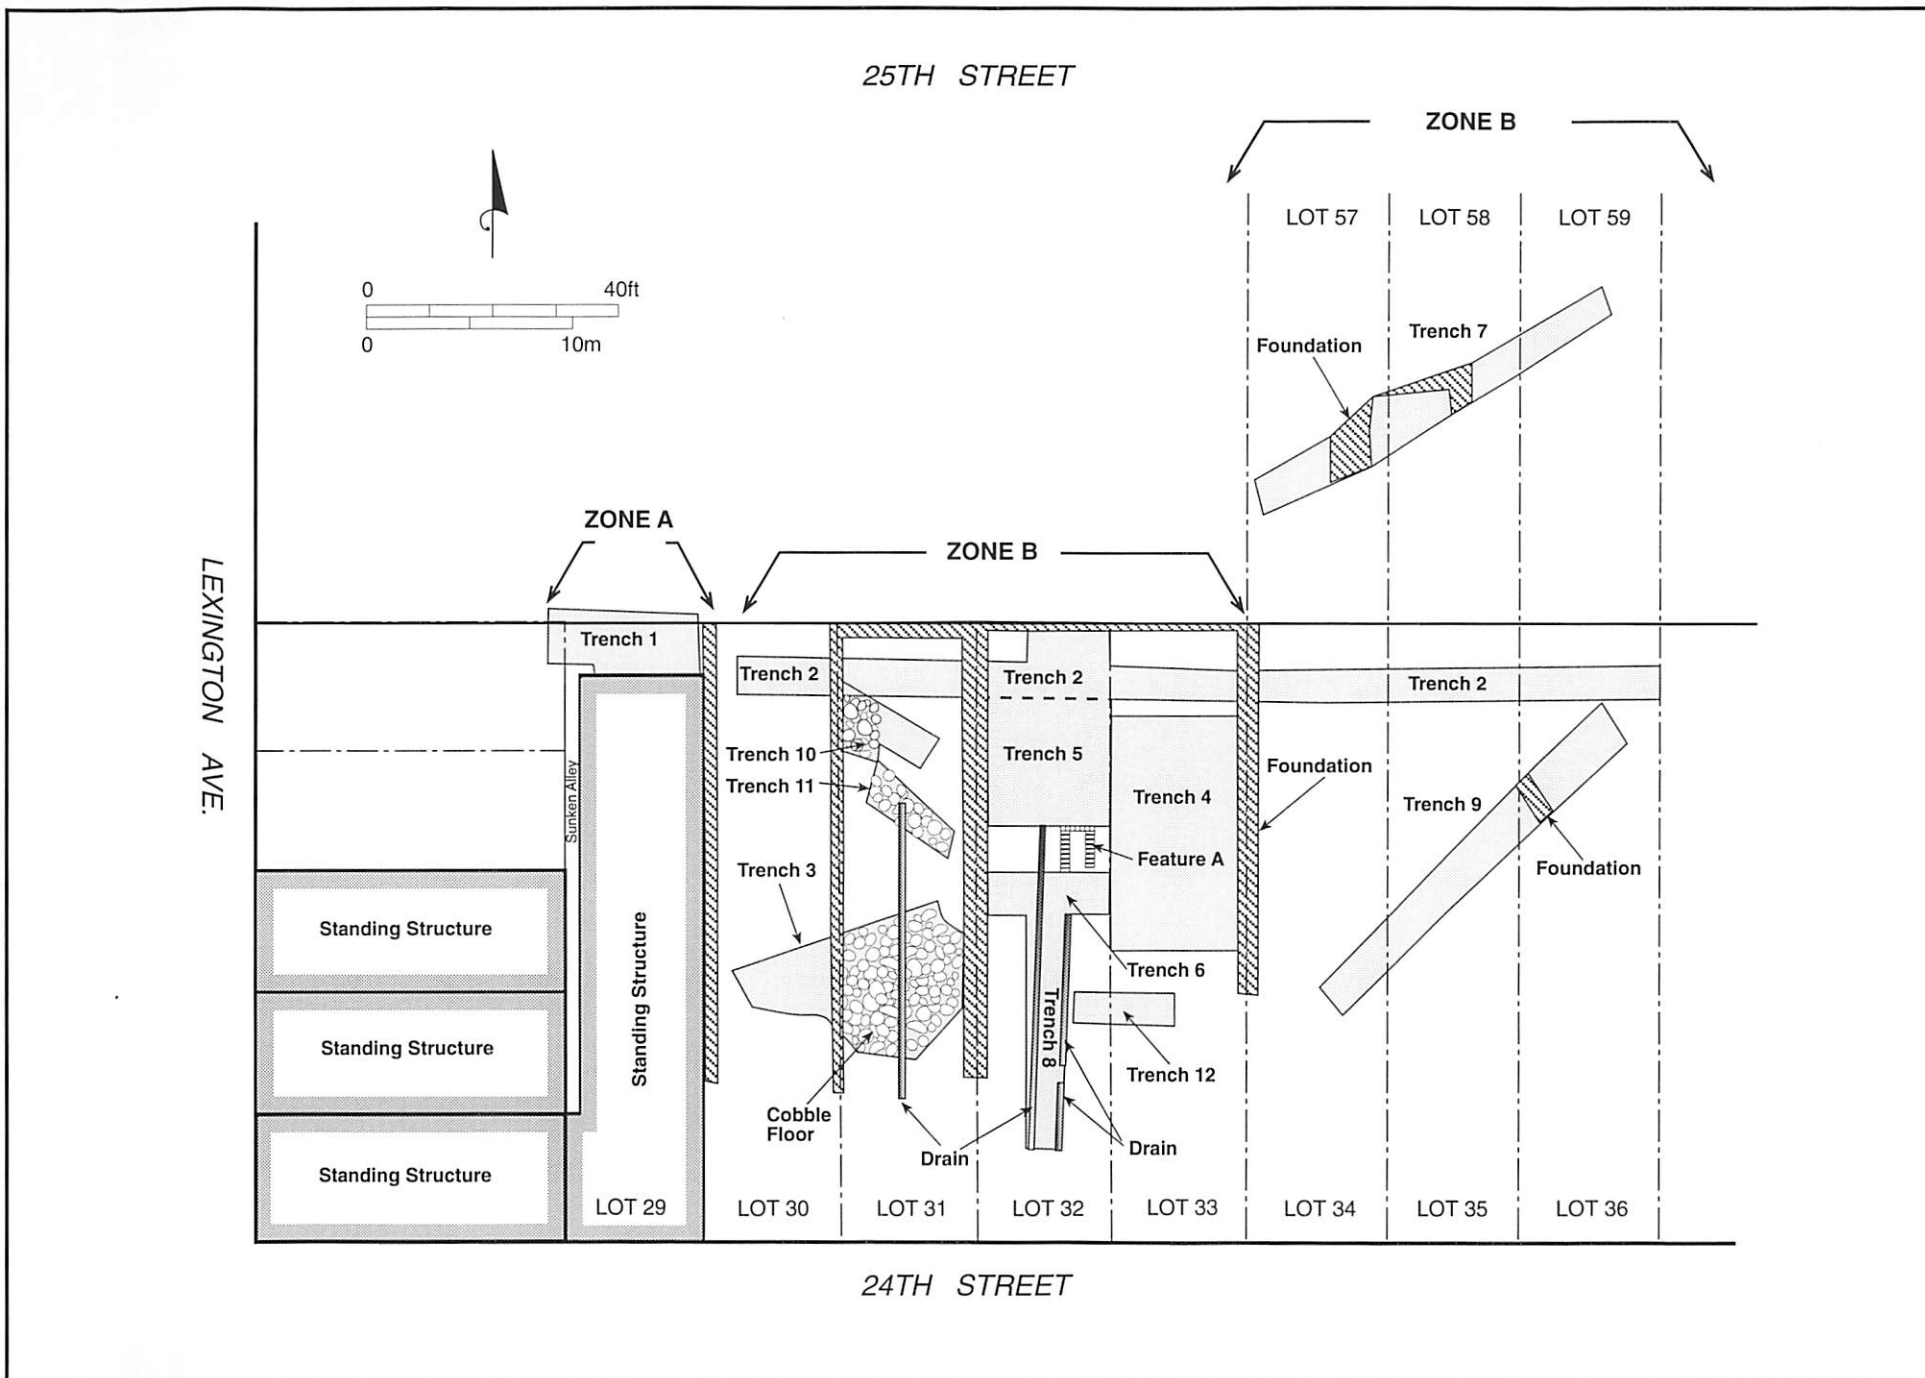 25TH STREET
ZONE B
LOT 57
LOT 58
LOT 59
0
40ft
0
10m
Trench 7
Foundation
ZONE A
ZONE B
LEXINGTON AVE.
Trench 1
Trench 2
Trench 2
Trench 2
Trench 10
Trench 5
Trench 11
Trench 4
Foundation
Trench 9
Sunken Alley
Feature A
Trench 3
Foundation
Standing Structure
Standing Structure
Trench 6
Trench 8
Standing Structure
Trench 12
Cobble
Floor
Drain
Drain
Standing Structure
LOT 29
LOT 30
LOT 31
LOT 32
LOT 33
LOT 34
LOT 35
LOT 36
24TH STREET